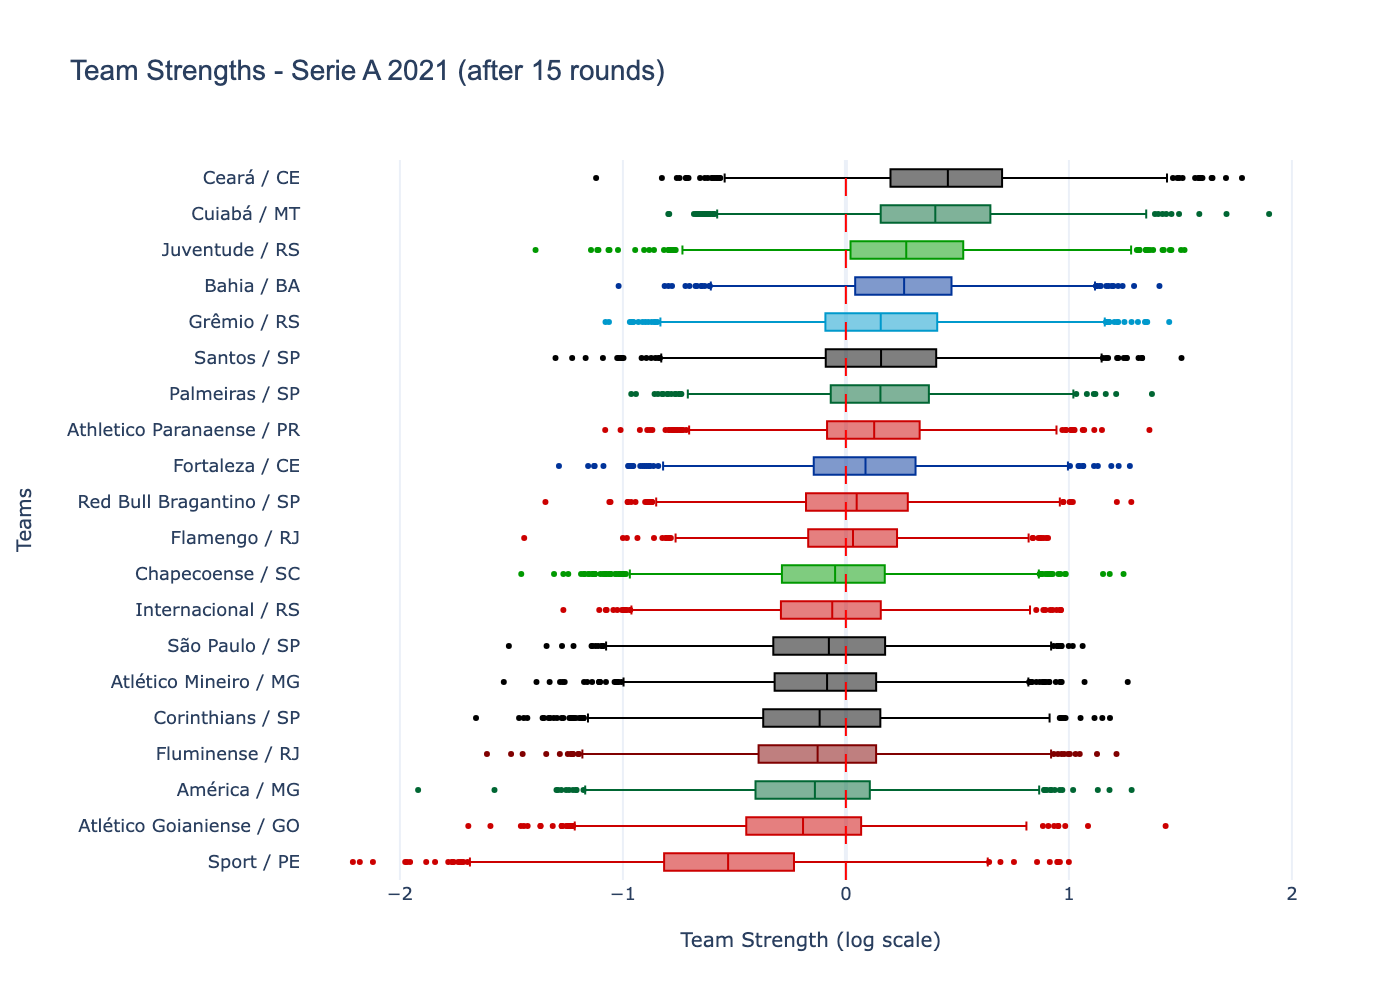 Team Strengths - Serie A 2021 (after 15 rounds)
Ceará / CE
Cuiabá / MT
Juventude / RS
Bahia / BA
Grêmio / RS
Santos / SP
Palmeiras / SP
Athletico Paranaense / PR
Fortaleza / CE
Red Bull Bragantino / SP
Flamengo / RJ
Chapecoense / SC
Internacional / RS
São Paulo / SP
Atlético Mineiro / MG
Corinthians / SP
Fluminense / RJ
América / MG
Atlético Goianiense / GO
Sport / PE
Teams
−2 −1 0 1 2
Team Strength (log scale)